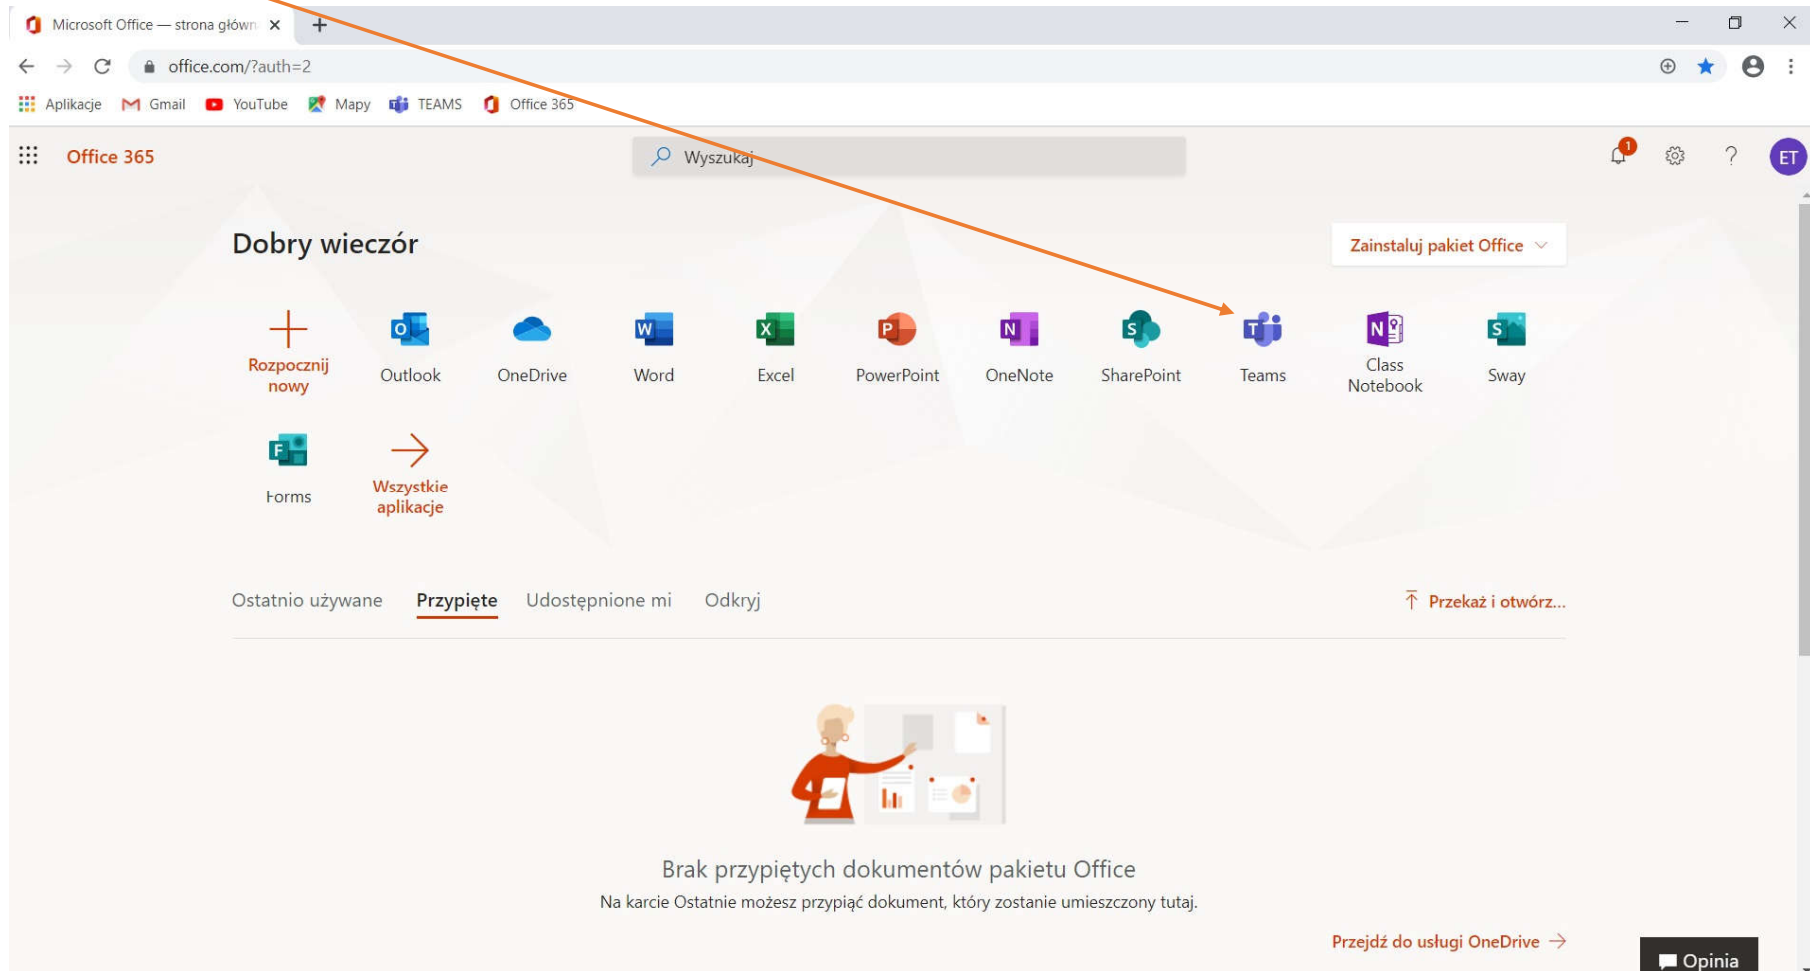 Microsoft Office — strona główn
office.com/?auth=2
Aplikacje Gmail YouTube Mapy TEAMS Office 365
Office 365 Wyszukaj 1 ? ET
Dobry wieczór Zainstaluj pakiet Office
Rozpocznij nowy
Outlook OneDrive Word Excel PowerPoint OneNote SharePoint Teams
Class Notebook
Sway
Forms
Wszystkie aplikacje
Ostatnio używane Przypięte Udostępnione mi Odkryj Przekaż i otwórz...
Brak przypiętych dokumentów pakietu Office
Na karcie Ostatnie możesz przypiąć dokument, który zostanie umieszczony tutaj.
Przejdź do usługi OneDrive →
Opinia